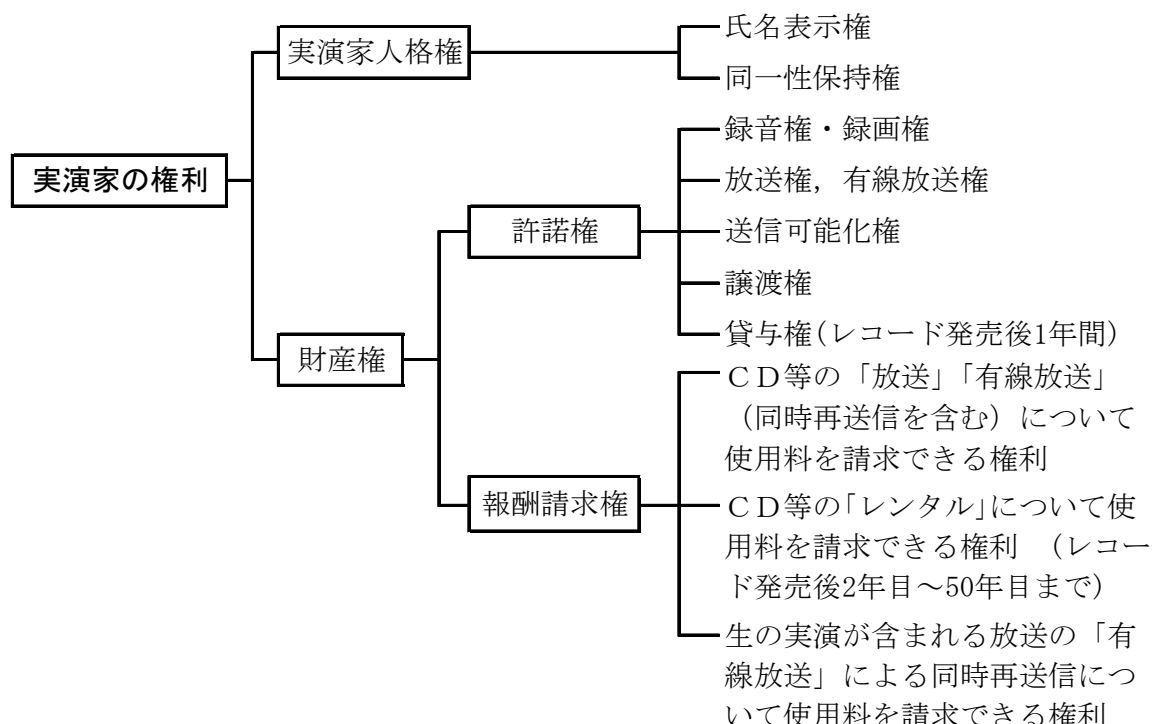 実演家の権利
実演家人格権
氏名表示権
同一性保持権
財産権
許諾権
録音権・録画権
放送権，有線放送権
送信可能化権
譲渡権
貸与権(レコード発売後1年間)
報酬請求権
ＣＤ等の「放送」「有線放送」
（同時再送信を含む）について
使用料を請求できる権利
ＣＤ等の｢レンタル｣について使
用料を請求できる権利　（レコー
ド発売後2年目～50年目まで）
生の実演が含まれる放送の「有
線放送」による同時再送信につ
いて使用料を請求できる権利